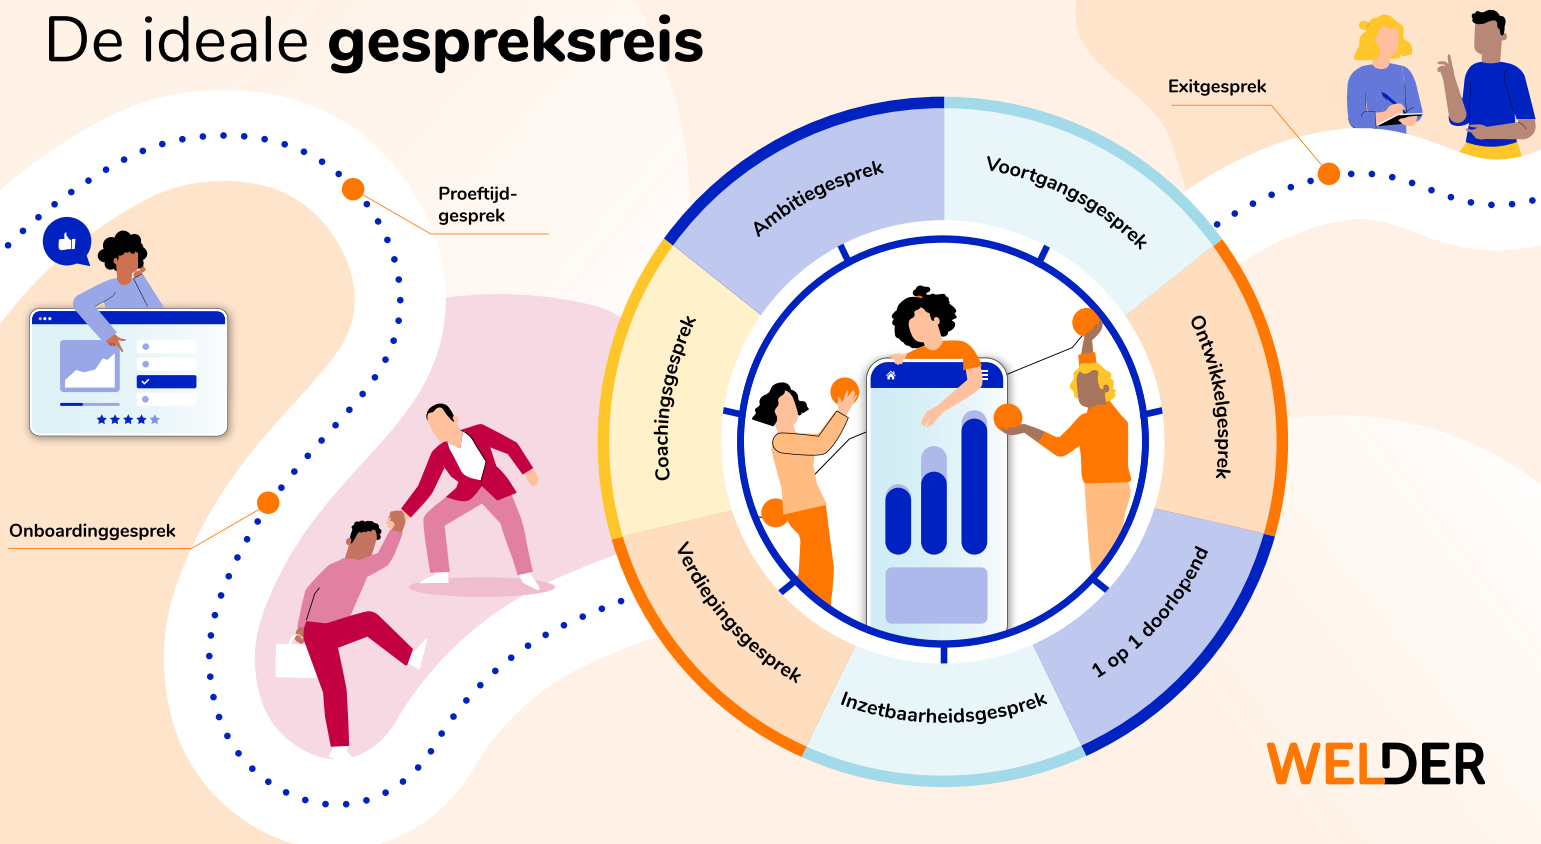 De ideale gespreksreis
Exitgesprek
Proeftijd-
gesprek
Onboardinggesprek
Ambitiegesprek
Voortgangsgesprek
Ontwikkelgesprek
1 op 1 doorlopend
Inzetbaarheidsgesprek
Verdiepingsgesprek
Coachingsgesprek
WELDER